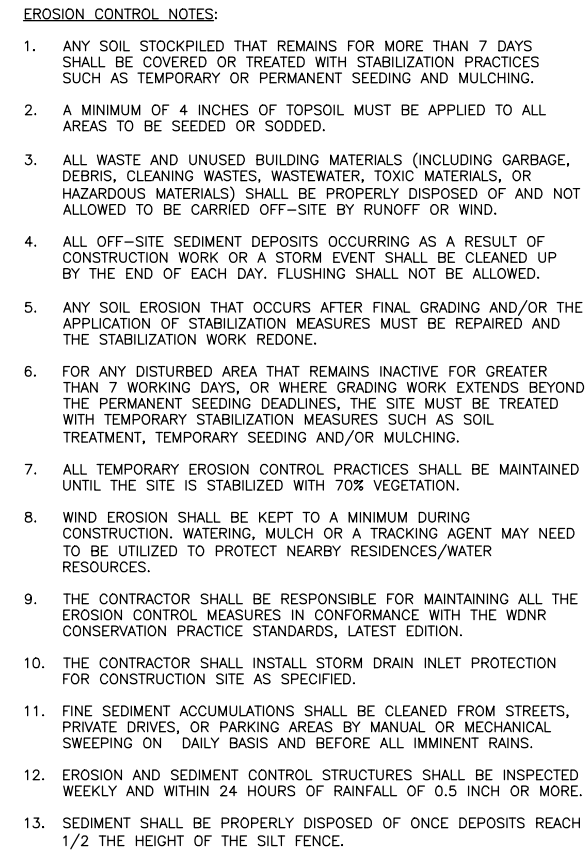 EROSION CONTROL NOTES:
1. ANY SOIL STOCKPILED THAT REMAINS FOR MORE THAN 7 DAYS
SHALL BE COVERED OR TREATED WITH STABILIZATION PRACTICES
SUCH AS TEMPORARY OR PERMANENT SEEDING AND MULCHING.
2. A MINIMUM OF 4 INCHES OF TOPSOIL MUST BE APPLIED TO ALL
AREAS TO BE SEEDED OR SODDED.
3. ALL WASTE AND UNUSED BUILDING MATERIALS (INCLUDING GARBAGE,
DEBRIS, CLEANING WASTES, WASTEWATER, TOXIC MATERIALS, OR
HAZARDOUS MATERIALS) SHALL BE PROPERLY DISPOSED OF AND NOT
ALLOWED TO BE CARRIED OFF-SITE BY RUNOFF OR WIND.
4. ALL OFF-SITE SEDIMENT DEPOSITS OCCURRING AS A RESULT OF
CONSTRUCTION WORK OR A STORM EVENT SHALL BE CLEANED UP
BY THE END OF EACH DAY. FLUSHING SHALL NOT BE ALLOWED.
5. ANY SOIL EROSION THAT OCCURS AFTER FINAL GRADING AND/OR THE
APPLICATION OF STABILIZATION MEASURES MUST BE REPAIRED AND
THE STABILIZATION WORK REDONE.
6. FOR ANY DISTURBED AREA THAT REMAINS INACTIVE FOR GREATER
THAN 7 WORKING DAYS, OR WHERE GRADING WORK EXTENDS BEYOND
THE PERMANENT SEEDING DEADLINES, THE SITE MUST BE TREATED
WITH TEMPORARY STABILIZATION MEASURES SUCH AS SOIL
TREATMENT, TEMPORARY SEEDING AND/OR MULCHING.
7. ALL TEMPORARY EROSION CONTROL PRACTICES SHALL BE MAINTAINED
UNTIL THE SITE IS STABILIZED WITH 70% VEGETATION.
8. WIND EROSION SHALL BE KEPT TO A MINIMUM DURING
CONSTRUCTION. WATERING, MULCH OR A TRACKING AGENT MAY NEED
TO BE UTILIZED TO PROTECT NEARBY RESIDENCES/WATER
RESOURCES.
9. THE CONTRACTOR SHALL BE RESPONSIBLE FOR MAINTAINING ALL THE
EROSION CONTROL MEASURES IN CONFORMANCE WITH THE WDNR
CONSERVATION PRACTICE STANDARDS, LATEST EDITION.
10. THE CONTRACTOR SHALL INSTALL STORM DRAIN INLET PROTECTION
FOR CONSTRUCTION SITE AS SPECIFIED.
11. FINE SEDIMENT ACCUMULATIONS SHALL BE CLEANED FROM STREETS,
PRIVATE DRIVES, OR PARKING AREAS BY MANUAL OR MECHANICAL
SWEEPING ON DAILY BASIS AND BEFORE ALL IMMINENT RAINS.
12. EROSION AND SEDIMENT CONTROL STRUCTURES SHALL BE INSPECTED
WEEKLY AND WITHIN 24 HOURS OF RAINFALL OF 0.5 INCH OR MORE.
13. SEDIMENT SHALL BE PROPERLY DISPOSED OF ONCE DEPOSITS REACH
1/2 THE HEIGHT OF THE SILT FENCE.